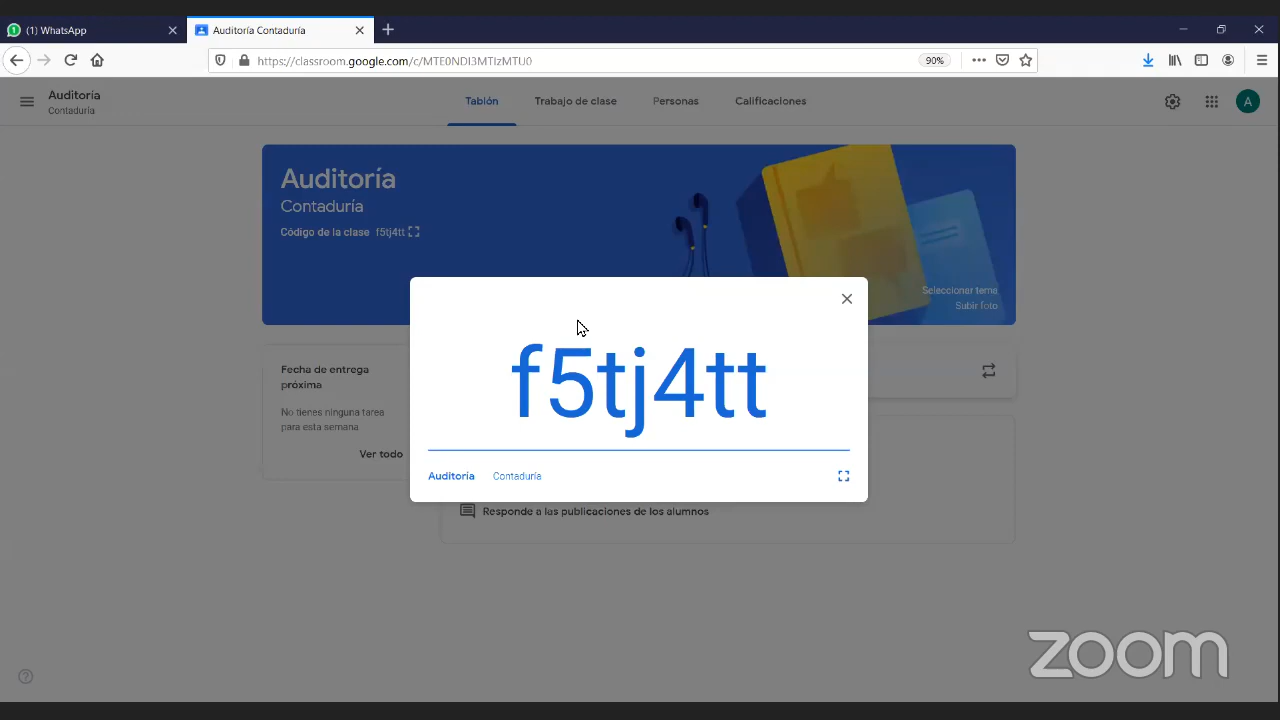 (1) WhatsApp
Auditoría Contaduría
https://classroom.google.com/c/MTE0NDI3MTIzMTU0
90%
Auditoría
Contaduría
Tablón
Trabajo de clase
Personas
Calificaciones
A
Auditoría
Contaduría
Código de la clase f5tj4tt
Seleccionar tema
Subir foto
Fecha de entrega
próxima
No tienes ninguna tarea
para esta semana
Ver todo
f5tj4tt
Auditoría Contaduría
Responde a las publicaciones de los alumnos
zoom